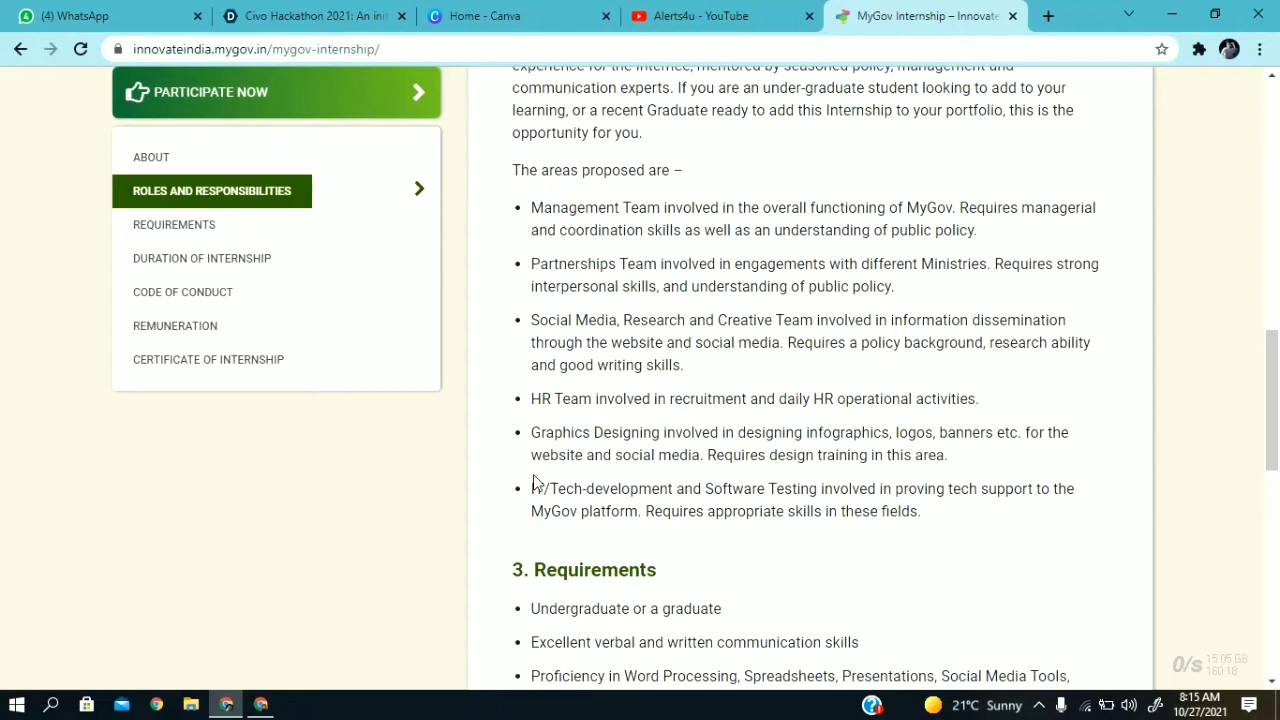 (4) WhatsApp
Civo Hackathon 2021: An ini
Home - Canva
Alerts4u - YouTube
MyGov Internship – Innovate
innovateindia.mygov.in/mygov-internship/
PARTICIPATE NOW
ABOUT
ROLES AND RESPONSIBILITIES
REQUIREMENTS
DURATION OF INTERNSHIP
CODE OF CONDUCT
REMUNERATION
CERTIFICATE OF INTERNSHIP
experience for the internee, mentored by seasoned policy, management and
communication experts. If you are an under-graduate student looking to add to your
learning, or a recent Graduate ready to add this Internship to your portfolio, this is the
opportunity for you.
The areas proposed are –
• Management Team involved in the overall functioning of MyGov. Requires managerial
and coordination skills as well as an understanding of public policy.
• Partnerships Team involved in engagements with different Ministries. Requires strong
interpersonal skills, and understanding of public policy.
• Social Media, Research and Creative Team involved in information dissemination
through the website and social media. Requires a policy background, research ability
and good writing skills.
• HR Team involved in recruitment and daily HR operational activities.
• Graphics Designing involved in designing infographics, logos, banners etc. for the
website and social media. Requires design training in this area.
• IT/Tech-development and Software Testing involved in proving tech support to the
MyGov platform. Requires appropriate skills in these fields.
3. Requirements
• Undergraduate or a graduate
• Excellent verbal and written communication skills
• Proficiency in Word Processing, Spreadsheets, Presentations, Social Media Tools,
0/s
15.05 GB
160.18
21°C Sunny
8:15 AM
10/27/2021